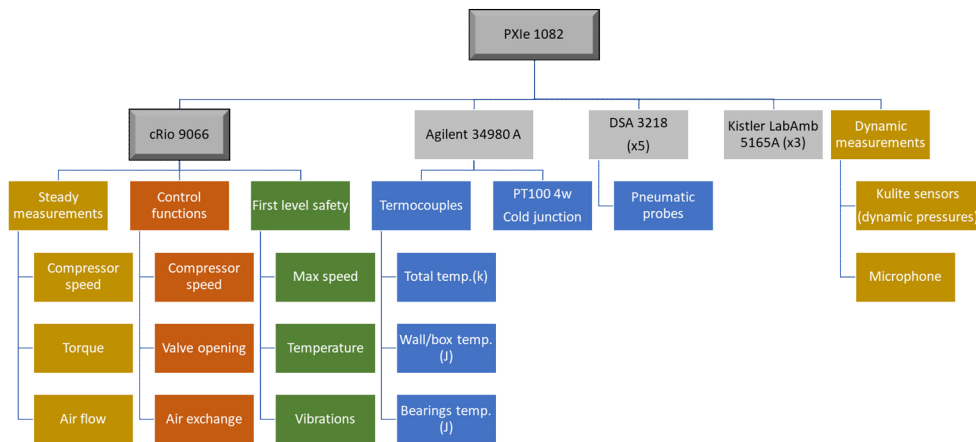 PXIe 1082
cRio 9066
Agilent 34980 A
DSA 3218
(x5)
Kistler LabAmb
5165A (x3)
Dynamic
measurements
Steady
measurements
Control
functions
First level safety
Termocouples
PT100 4w
Cold junction
Pneumatic
probes
Kulite sensors
(dynamic pressures)
Compressor
speed
Compressor
speed
Max speed
Total temp.(k)
Microphone
Torque
Valve opening
Temperature
Wall/box temp.
(J)
Air flow
Air exchange
Vibrations
Bearings temp.
(J)